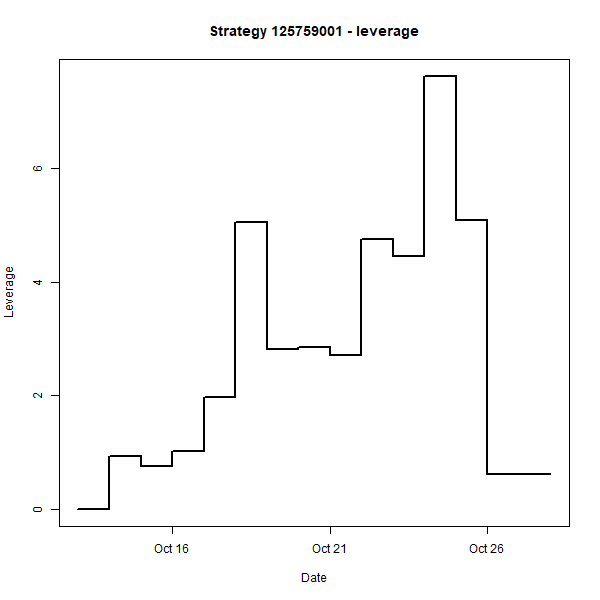 Strategy 125759001 - leverage
Leverage
6
4
2
0
Oct 16
Oct 21
Oct 26
Date